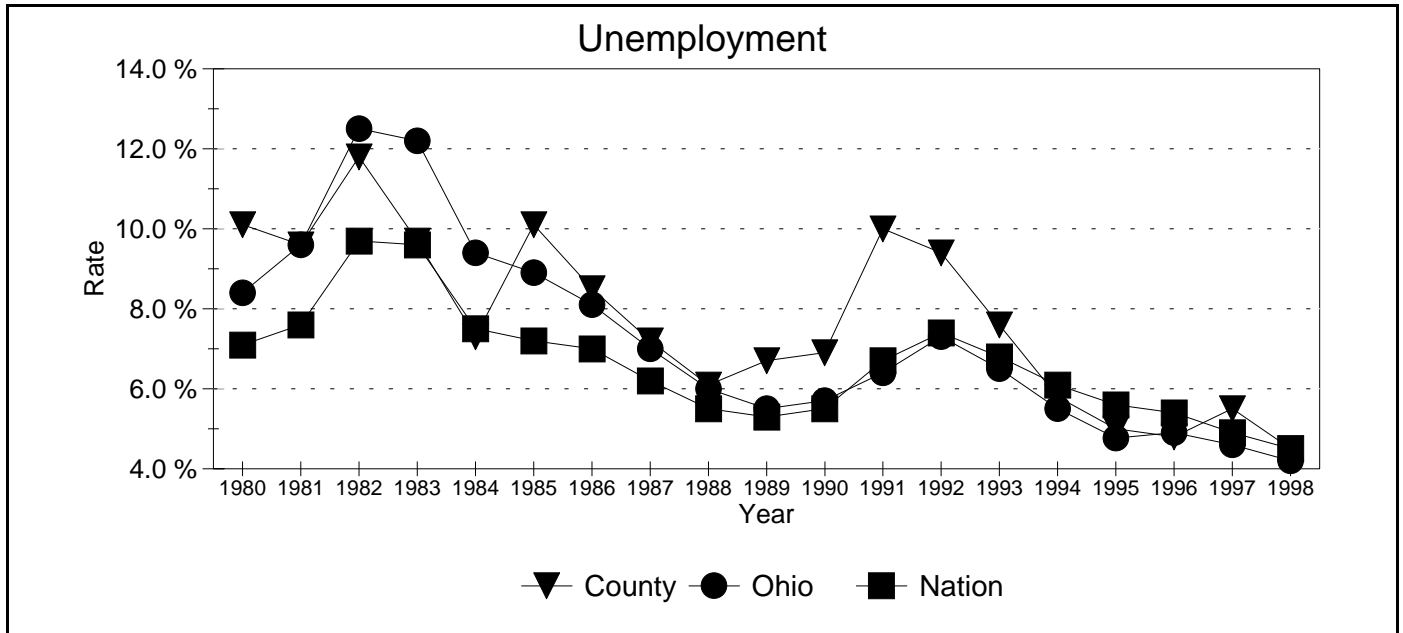 Unemployment
14.0 %
12.0 %
10.0 %
8.0 %
6.0 %
4.0 %
Rate
1980 1981 1982 1983 1984 1985 1986 1987 1988 1989 1990 1991 1992 1993 1994 1995 1996 1997 1998
Year
County Ohio Nation